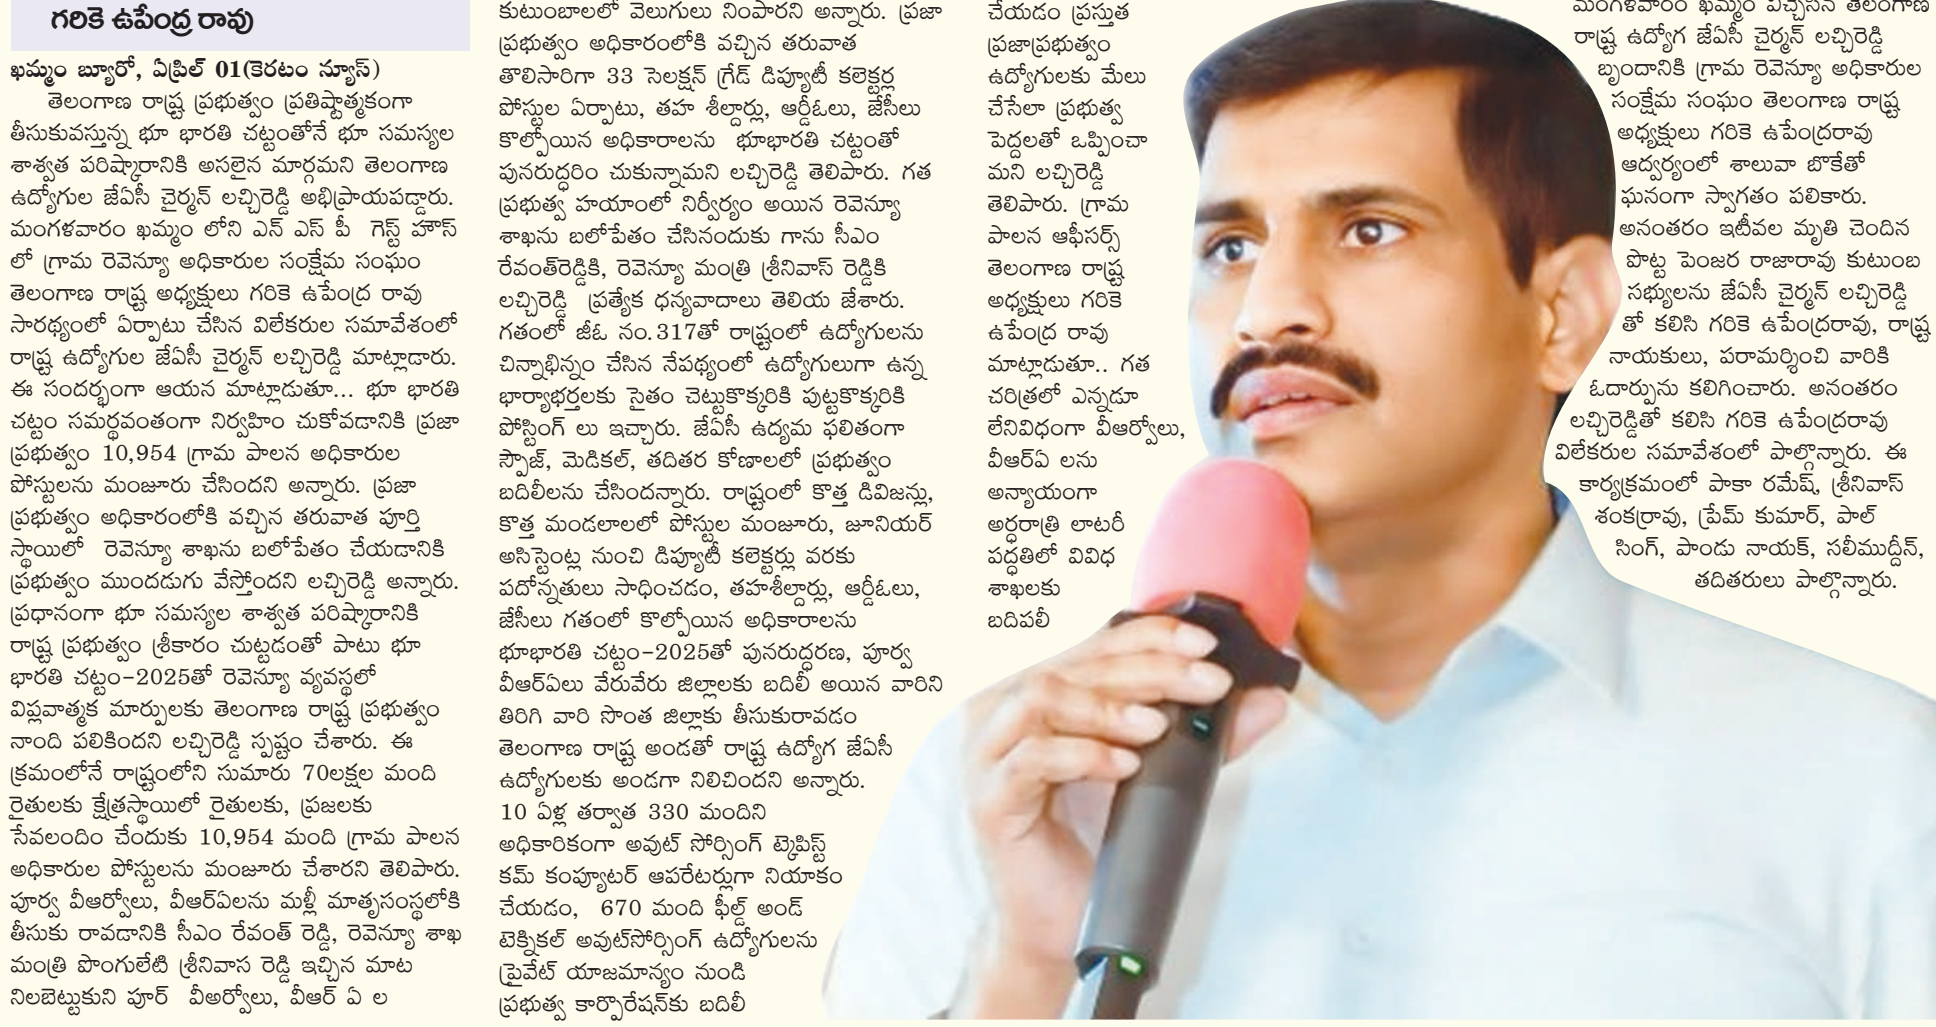 గరికె ఉపేంద్ర రావు
ఖమ్మం బ్యూరో, ఏప్రిల్ 01(కెరటం న్యూస్)
తెలంగాణ రాష్ట్ర ప్రభుత్వం ప్రతిష్టాత్మకంగా
తీసుకువస్తున్న భూ భారతి చట్టంతోనే భూ సమస్యల
శాశ్వత పరిష్కారానికి అసలైన మార్గమని తెలంగాణ
ఉద్యోగుల జేఏసీ చైర్మన్ లచ్చిరెడ్డి అభిప్రాయపడ్డారు.
మంగళవారం ఖమ్మం లోని ఎన్ ఎస్ పీ గెస్ట్ హౌస్
లో గ్రామ రెవెన్యూ అధికారుల సంక్షేమ సంఘం
తెలంగాణ రాష్ట్ర అధ్యక్షులు గరికె ఉపేంద్ర రావు
సారథ్యంలో ఏర్పాటు చేసిన విలేకరుల సమావేశంలో
రాష్ట్ర ఉద్యోగుల జేఏసీ చైర్మన్ లచ్చిరెడ్డి మాట్లాడారు.
ఈ సందర్భంగా ఆయన మాట్లాడుతూ... భూ భారతి
చట్టం సమర్థవంతంగా నిర్వహిం చుకోవడానికి ప్రజా
ప్రభుత్వం 10,954 గ్రామ పాలన అధికారుల
పోస్టులను మంజూరు చేసిందని అన్నారు. ప్రజా
ప్రభుత్వం అధికారంలోకి వచ్చిన తరువాత పూర్తి
స్థాయిలో రెవెన్యూ శాఖను బలోపేతం చేయడానికి
ప్రభుత్వం ముందడుగు వేస్తోందని లచ్చిరెడ్డి అన్నారు.
ప్రధానంగా భూ సమస్యల శాశ్వత పరిష్కారానికి
రాష్ట్ర ప్రభుత్వం శ్రీకారం చుట్టడంతో పాటు భూ
భారతి చట్టం-2025తో రెవెన్యూ వ్యవస్థలో
విప్లవాత్మక మార్పులకు తెలంగాణ రాష్ట్ర ప్రభుత్వం
నాంది పలికిందని లచ్చిరెడ్డి స్పష్టం చేశారు. ఈ
క్రమంలోనే రాష్ట్రంలోని సుమారు 70లక్షల మంది
రైతులకు క్షేత్రస్థాయిలో రైతులకు, ప్రజలకు
సేవలందిం చేందుకు 10,954 మంది గ్రామ పాలన
అధికారుల పోస్టులను మంజూరు చేశారని తెలిపారు.
పూర్వ వీఆర్వోలు, వీఆర్ఏలను మళ్లీ మాతృసంస్థలోకి
తీసుకు రావడానికి సీఎం రేవంత్ రెడ్డి, రెవెన్యూ శాఖ
మంత్రి పొంగులేటి శ్రీనివాస రెడ్డి ఇచ్చిన మాట
నిలబెట్టుకుని పూర్ వీఆర్వోలు, వీఆర్ ఏ ల
కుటుంబాలలో వెలుగులు నింపారని అన్నారు. ప్రజా
ప్రభుత్వం అధికారంలోకి వచ్చిన తరువాత
తొలిసారిగా 33 సెలక్షన్ గ్రేడ్ డిప్యూటీ కలెక్టర్ల
పోస్టుల ఏర్పాటు, తహ శీల్దార్లు, ఆర్డీఓలు, జేసీలు
కొల్పోయిన అధికారాలను భూభారతి చట్టంతో
పునరుద్ధరిం చుకున్నామని లచ్చిరెడ్డి తెలిపారు. గత
ప్రభుత్వ హయాంలో నిర్వీర్యం అయిన రెవెన్యూ
శాఖను బలోపేతం చేసినందుకు గాను సీఎం
రేవంత్‌రెడ్డికి, రెవెన్యూ మంత్రి శ్రీనివాస్ రెడ్డికి
లచ్చిరెడ్డి ప్రత్యేక ధన్యవాదాలు తెలియ జేశారు.
గతంలో జీఓ నం.317తో రాష్ట్రంలో ఉద్యోగులను
చిన్నాభిన్నం చేసిన నేపథ్యంలో ఉద్యోగులుగా ఉన్న
భార్యాభర్తలకు సైతం చెట్టుకొక్కరికి పుట్టకొక్కరికి
పోస్టింగ్ లు ఇచ్చారు. జేఏసీ ఉద్యమ ఫలితంగా
స్పౌజ్, మెడికల్, తదితర కోణాలలో ప్రభుత్వం
బదిలీలను చేసిందన్నారు. రాష్ట్రంలో కొత్త డివిజన్లు,
కొత్త మండలాలలో పోస్టుల మంజూరు, జూనియర్
అసిస్టెంట్ల నుంచి డిప్యూటీ కలెక్టర్లు వరకు
పదోన్నతులు సాధించడం, తహశీల్దార్లు, ఆర్డీఓలు,
జేసీలు గతంలో కొల్పోయిన అధికారాలను
భూభారతి చట్టం-2025తో పునరుద్ధరణ, పూర్వ
వీఆర్ఏలు వేరువేరు జిల్లాలకు బదిలీ అయిన వారిని
తిరిగి వారి సొంత జిల్లాకు తీసుకురావడం
తెలంగాణ రాష్ట్ర అండతో రాష్ట్ర ఉద్యోగ జేఏసీ
ఉద్యోగులకు అండగా నిలిచిందని అన్నారు.
10 ఏళ్ల తర్వాత 330 మందిని
అధికారికంగా అవుట్ సోర్సింగ్ ట్కెపిస్ట్
కమ్ కంప్యూటర్ ఆపరేటర్లుగా నియాకం
చేయడం, 670 మంది ఫీల్డ్ అండ్
టెక్నికల్ అవుట్‌సోర్సింగ్ ఉద్యోగులను
ప్రైవేట్ యాజమాన్యం నుండి
ప్రభుత్వ కార్పొరేషన్‌కు బదిలీ
చేయడం ప్రస్తుత
ప్రజాప్రభుత్వం
ఉద్యోగులకు మేలు
చేసేలా ప్రభుత్వ
పెద్దలతో ఒప్పించా
మని లచ్చిరెడ్డి
తెలిపారు. గ్రామ
పాలన ఆఫీసర్స్
తెలంగాణ రాష్ట్ర
అధ్యక్షులు గరికె
ఉపేంద్ర రావు
మాట్లాడుతూ.. గత
చరిత్రలో ఎన్నడూ
లేనివిధంగా వీఆర్వోలు,
వీఆర్ఏ లను
అన్యాయంగా
అర్ధరాత్రి లాటరీ
పద్ధతిలో వివిధ
శాఖలకు
బదిపలీ
మంగళవారం ఖమ్మం విచ్చేసిన తెలంగాణ
రాష్ట్ర ఉద్యోగ జేఏసీ చైర్మన్ లచ్చిరెడ్డి
బృందానికి గ్రామ రెవెన్యూ అధికారుల
సంక్షేమ సంఘం తెలంగాణ రాష్ట్ర
అధ్యక్షులు గరికె ఉపేంద్రరావు
ఆద్వర్యంలో శాలువా బొకేతో
ఘనంగా స్వాగతం పలికారు.
అనంతరం ఇటీవల మృతి చెందిన
పొట్ట పెంజర రాజారావు కుటుంబ
సభ్యులను జేఏసీ చైర్మన్ లచ్చిరెడ్డి
తో కలిసి గరికె ఉపేంద్రరావు, రాష్ట్ర
నాయకులు, పరామర్శించి వారికి
ఓదార్పును కలిగించారు. అనంతరం
లచ్చిరెడ్డితో కలిసి గరికె ఉపేంద్రరావు
విలేకరుల సమావేశంలో పాల్గొన్నారు. ఈ
కార్యక్రమంలో పాకా రమేష్, శ్రీనివాస్
శంకర్రావు, ప్రేమ్ కుమార్, పాల్
సింగ్, పాండు నాయక్, సలీముద్దీన్,
తదితరులు పాల్గొన్నారు.